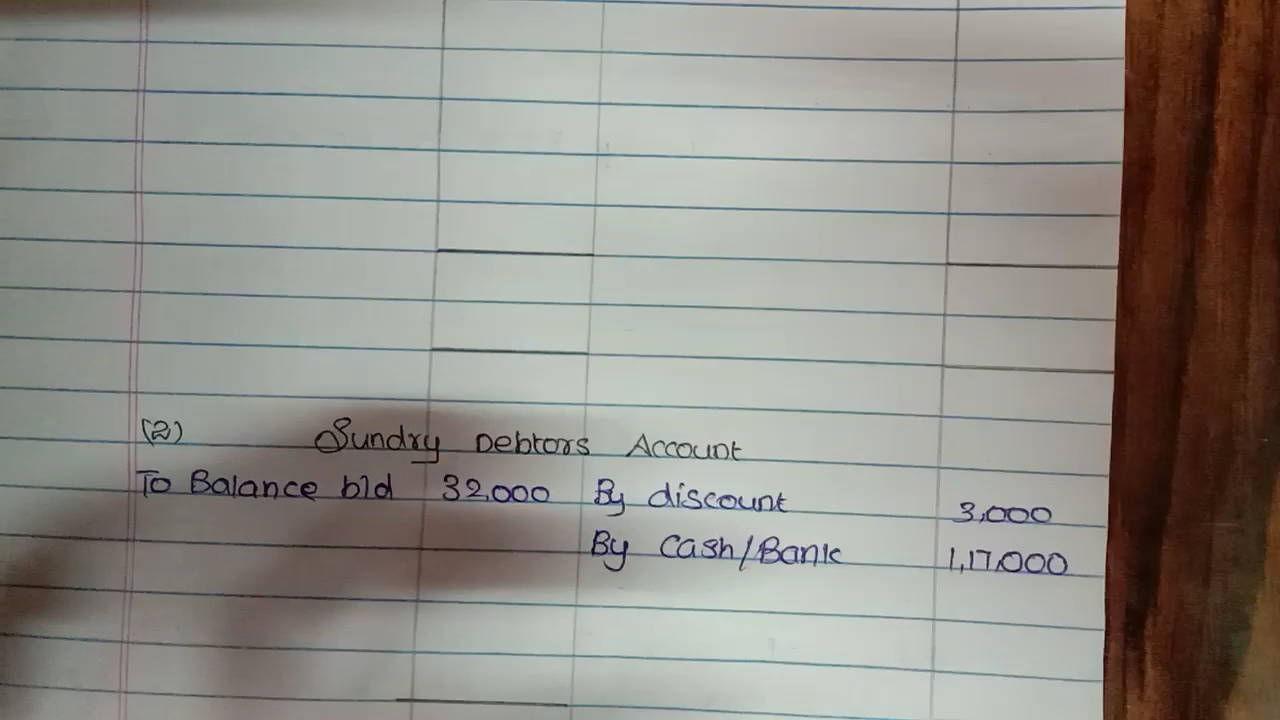 (2) Sundry Debtors Account
To Balance b/d 32,000 By discount 3,000
By Cash/Bank 1,17,000